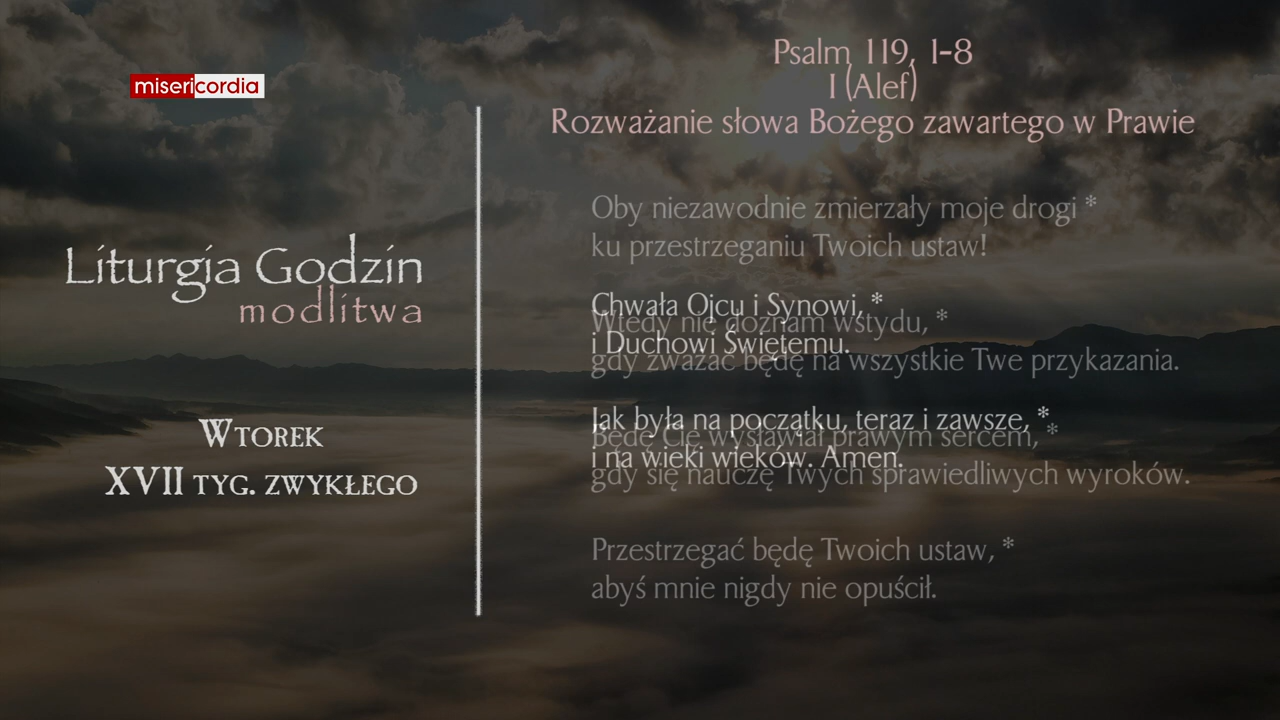 misericordia
Liturgia Godzin
modlitwa
Wtorek
XVII tyg. zwykłego
Psalm 119, 1-8
I (Alef)
Rozważanie słowa Bożego zawartego w Prawie
Oby niezawodnie zmierzały moje drogi *
ku przestrzeganiu Twoich ustaw!
Chwała Ojcu i Synowi, *
Wtedy nie doznam wstydu, *
i Duchowi Świętemu.
gdy zważać będę na wszystkie Twe przykazania.
Jak była na początku, teraz i zawsze, *
Będę Cię wysławiał prawym sercem, *
i na wieki wieków. Amen.
gdy się nauczę Twych sprawiedliwych wyroków.
Przestrzegać będę Twoich ustaw, *
abyś mnie nigdy nie opuścił.